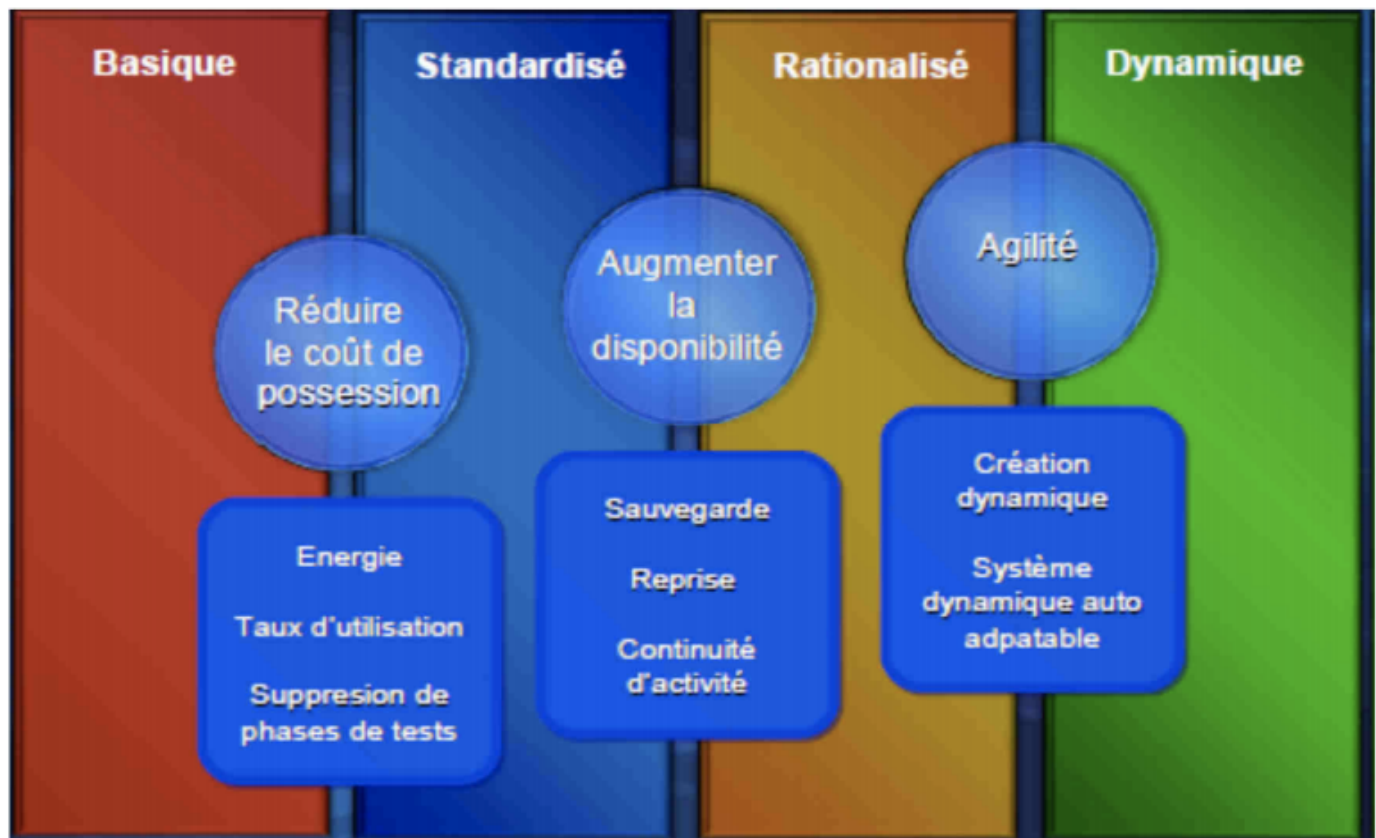 Basique
Standardisé
Rationalisé
Dynamique
Réduire
le coût de
possession
Augmenter
la
disponibilité
Agilité
Energie
Taux d'utilisation
Suppresion de
phases de tests
Sauvegarde
Reprise
Continuité
d'activité
Création
dynamique
Système
dynamique auto
adpatable